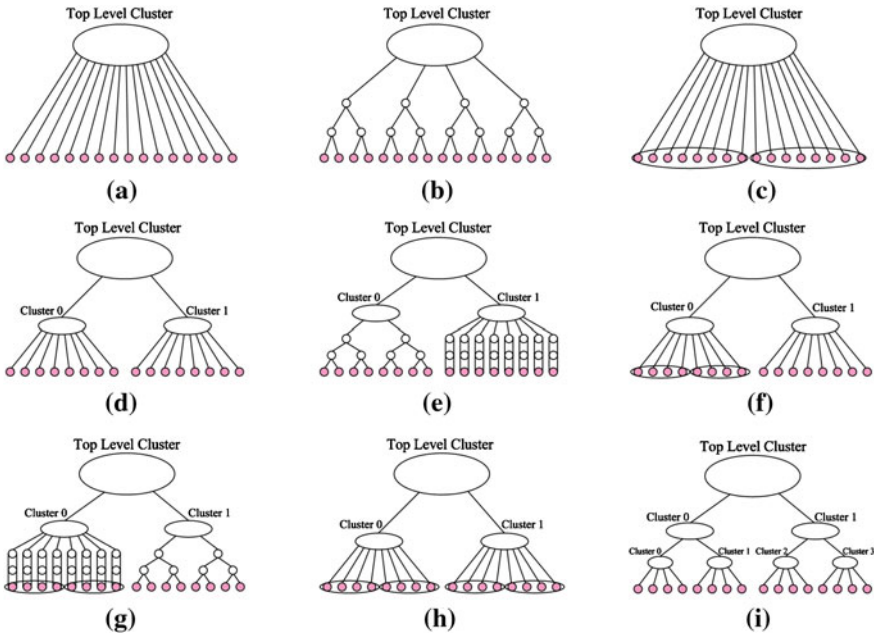 Top Level Cluster
Top Level Cluster
Top Level Cluster
(a)
(b)
(c)
Top Level Cluster
Top Level Cluster
Top Level Cluster
Cluster 0
Cluster 1
Cluster 0
Cluster 1
Cluster 0
Cluster 1
(d)
(e)
(f)
Top Level Cluster
Top Level Cluster
Top Level Cluster
Cluster 0
Cluster 1
Cluster 0
Cluster 1
Cluster 0
Cluster 1
Cluster 0
Cluster 1
Cluster 2
Cluster 3
(g)
(h)
(i)